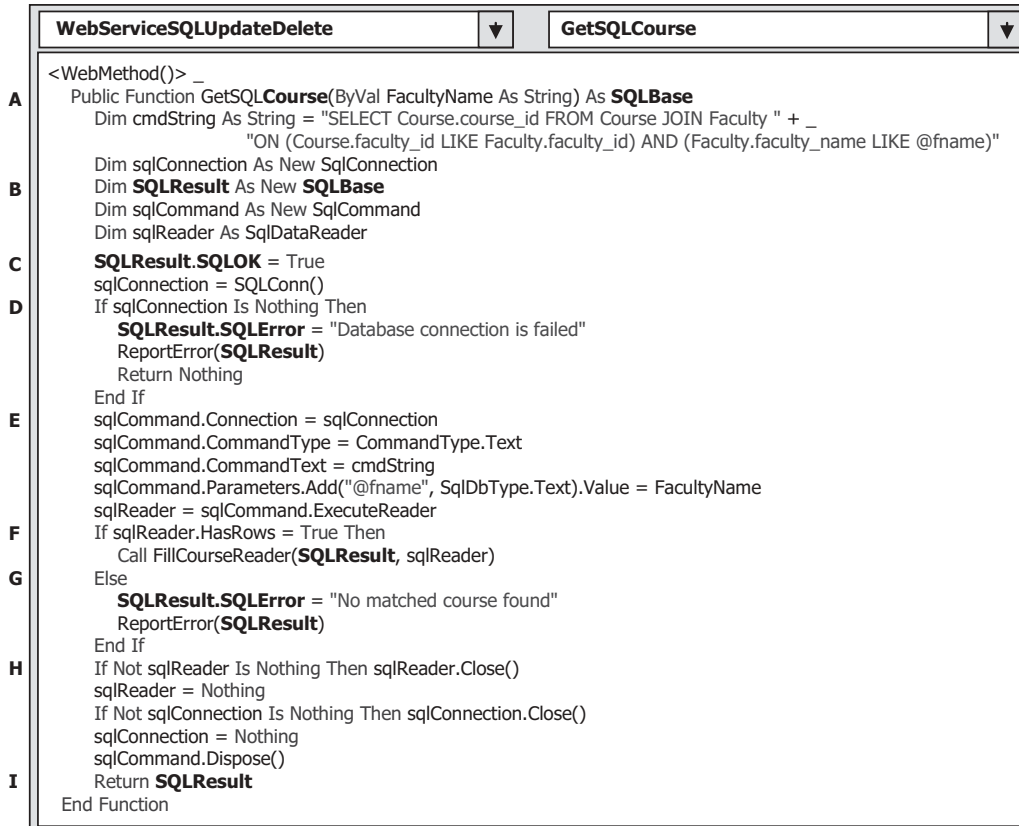 WebServiceSQLUpdateDelete GetSQLCourse
<WebMethod()> _
A Public Function GetSQLCourse(ByVal FacultyName As String) As SQLBase
Dim cmdString As String = "SELECT Course.course_id FROM Course JOIN Faculty " + _
"ON (Course.faculty_id LIKE Faculty.faculty_id) AND (Faculty.faculty_name LIKE @fname)"
Dim sqlConnection As New SqlConnection
B Dim SQLResult As New SQLBase
Dim sqlCommand As New SqlCommand
Dim sqlReader As SqlDataReader
C SQLResult.SQLOK = True
sqlConnection = SQLConn()
D If sqlConnection Is Nothing Then
SQLResult.SQLError = "Database connection is failed"
ReportError(SQLResult)
Return Nothing
End If
E sqlCommand.Connection = sqlConnection
sqlCommand.CommandType = CommandType.Text
sqlCommand.CommandText = cmdString
sqlCommand.Parameters.Add("@fname", SqlDbType.Text).Value = FacultyName
sqlReader = sqlCommand.ExecuteReader
F If sqlReader.HasRows = True Then
Call FillCourseReader(SQLResult, sqlReader)
G Else
SQLResult.SQLError = "No matched course found"
ReportError(SQLResult)
End If
H If Not sqlReader Is Nothing Then sqlReader.Close()
sqlReader = Nothing
If Not sqlConnection Is Nothing Then sqlConnection.Close()
sqlConnection = Nothing
sqlCommand.Dispose()
I Return SQLResult
End Function